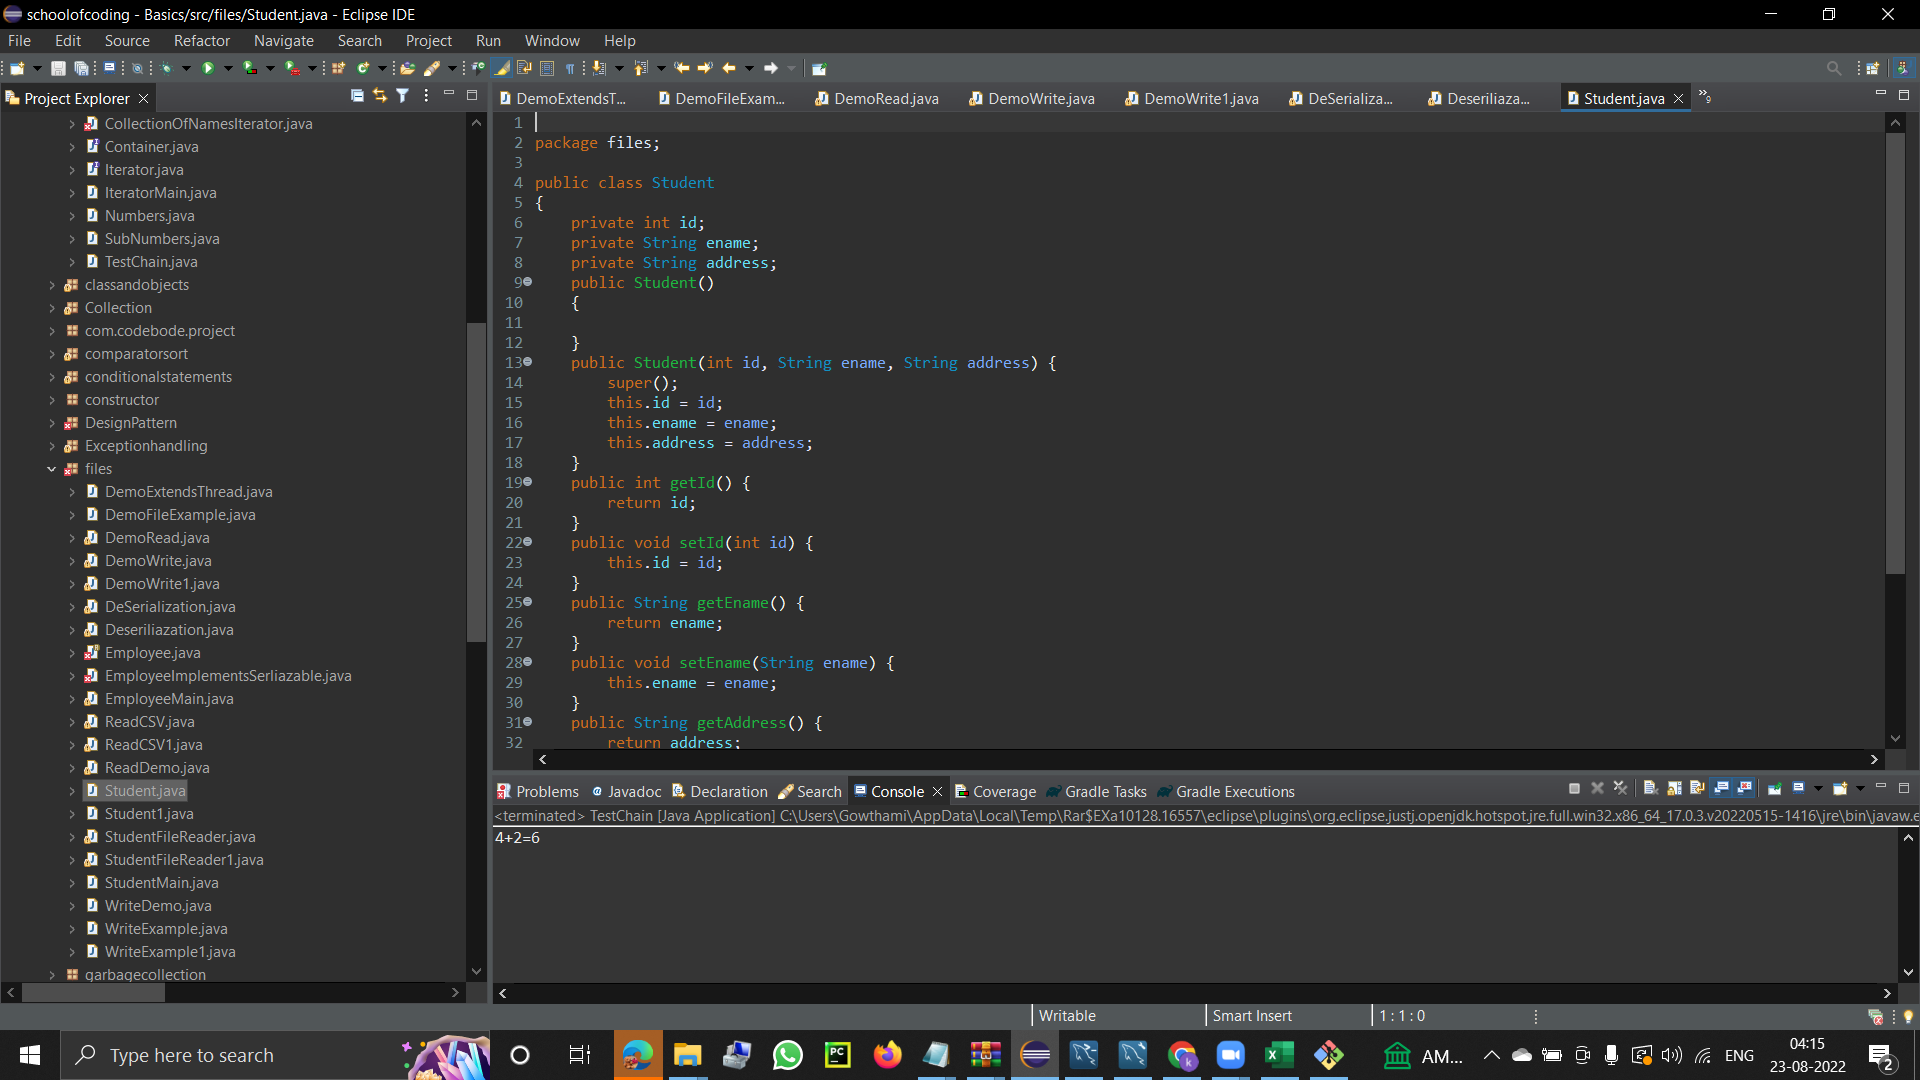 schoolofcoding - Basics/src/files/Student.java - Eclipse IDE
File Edit Source Refactor Navigate Search Project Run Window Help
Project Explorer
CollectionOfNamesIterator.java
Container.java
Iterator.java
IteratorMain.java
Numbers.java
SubNumbers.java
TestChain.java
classandobjects
Collection
com.codebode.project
comparatorsort
conditionalstatements
constructor
DesignPattern
Exceptionhandling
files
DemoExtendsThread.java
DemoFileExample.java
DemoRead.java
DemoWrite.java
DemoWrite1.java
DeSerialization.java
Deseriliazation.java
Employee.java
EmployeeImplementsSerliazable.java
EmployeeMain.java
ReadCSV.java
ReadCSV1.java
ReadDemo.java
Student.java
Student1.java
StudentFileReader.java
StudentFileReader1.java
StudentMain.java
WriteDemo.java
WriteExample.java
WriteExample1.java
garbagecollection
DemoExtendsT... DemoFileExam... DemoRead.java DemoWrite.java DemoWrite1.java DeSerializa... Deseriliaza... Student.java »9
1
2 package files;
3
4 public class Student
5 {
6 private int id;
7 private String ename;
8 private String address;
9 public Student()
10 {
11
12 }
13 public Student(int id, String ename, String address) {
14 super();
15 this.id = id;
16 this.ename = ename;
17 this.address = address;
18 }
19 public int getId() {
20 return id;
21 }
22 public void setId(int id) {
23 this.id = id;
24 }
25 public String getEname() {
26 return ename;
27 }
28 public void setEname(String ename) {
29 this.ename = ename;
30 }
31 public String getAddress() {
32 return address;
Problems Javadoc Declaration Search Console Coverage Gradle Tasks Gradle Executions
<terminated> TestChain [Java Application] C:\Users\Gowthami\AppData\Local\Temp\Rar$EXa10128.16557\eclipse\plugins\org.eclipse.justj.openjdk.hotspot.jre.full.win32.x86_64_17.0.3.v20220515-1416\jre\bin\javaw.e
4+2=6
Writable Smart Insert 1 : 1 : 0
Type here to search
PC
AM...
ENG
04:15
23-08-2022
2